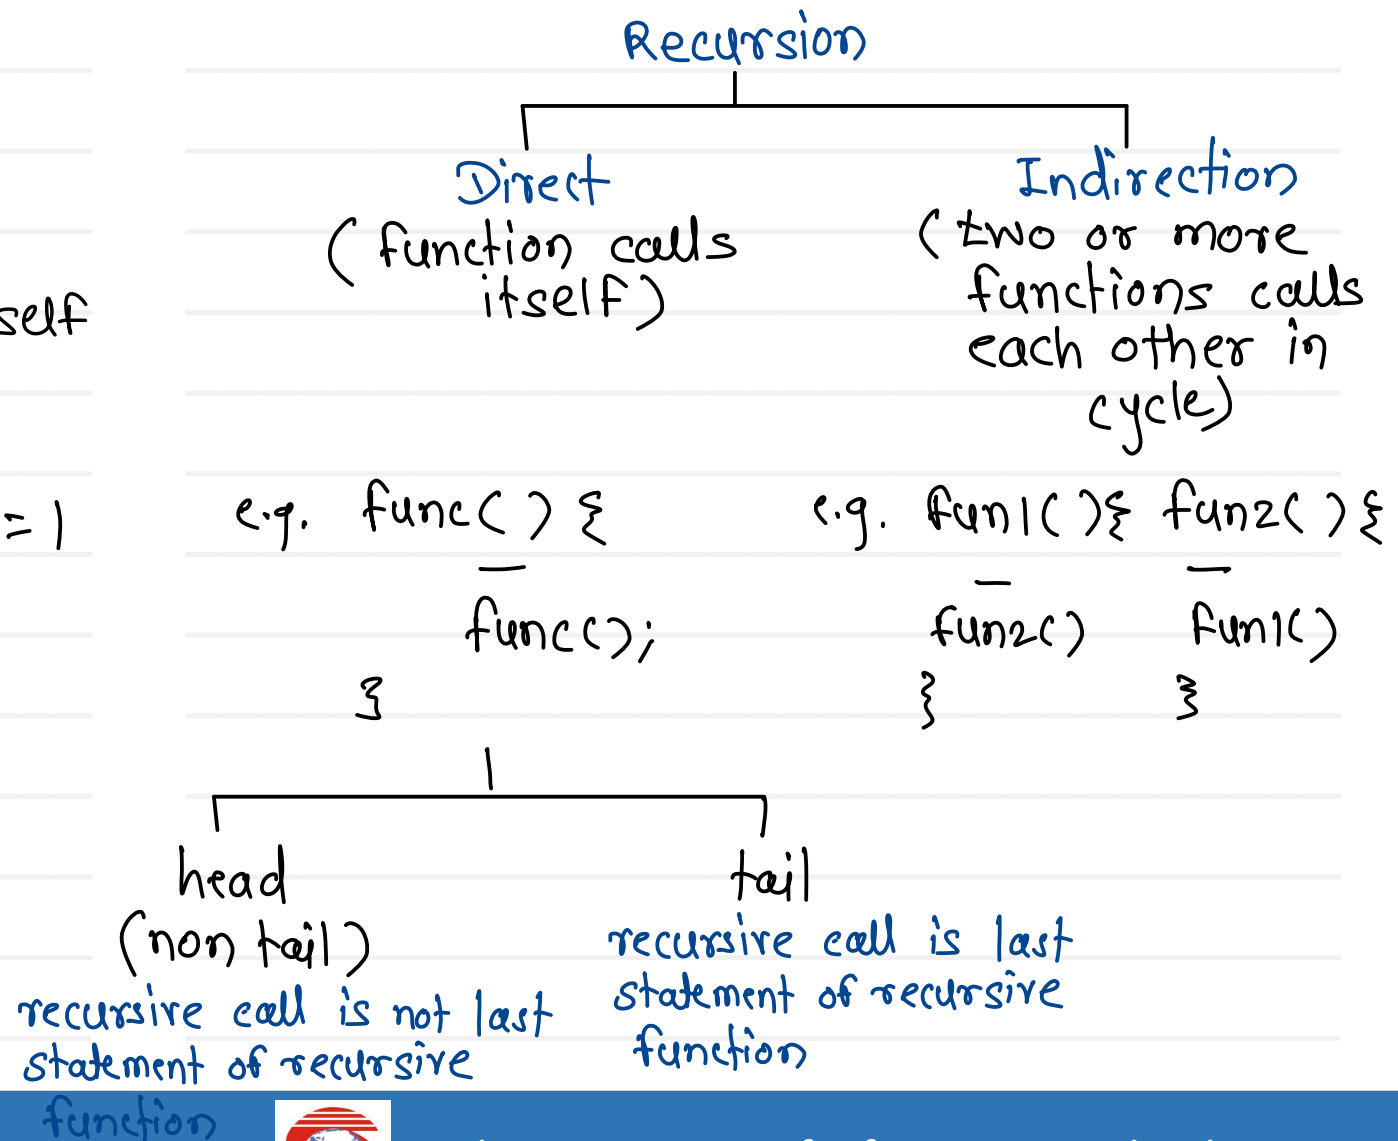 Recursion
Direct
(function calls
itself)
Indirection
(two or more
functions calls
each other in
cycle)
self
=1
e.g. func() {
func();
}
e.g. fun1(){ fun2() {
fun2() fun1()
} }
head
(non tail)
recursive call is not last
statement of recursive
function
tail
recursive call is last
statement of recursive
function